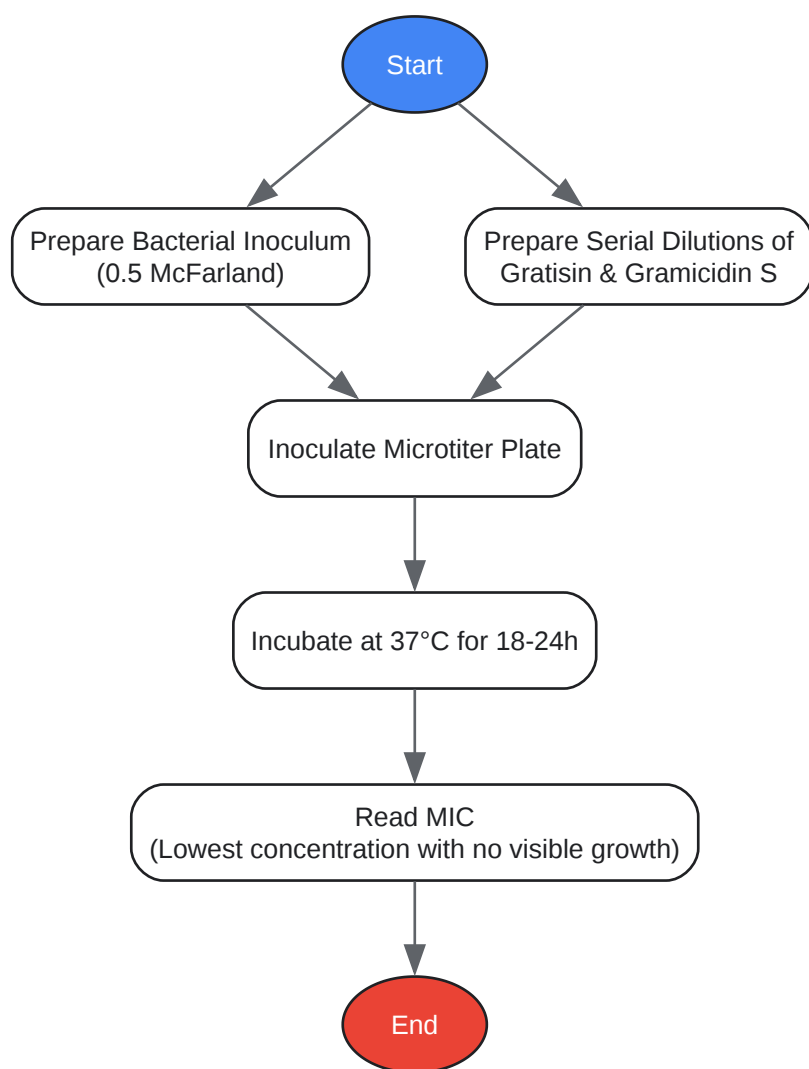 Start
Prepare Bacterial Inoculum
(0.5 McFarland)
Prepare Serial Dilutions of
Gratisin & Gramicidin S
Inoculate Microtiter Plate
Incubate at 37°C for 18-24h
Read MIC
(Lowest concentration with no visible growth)
End